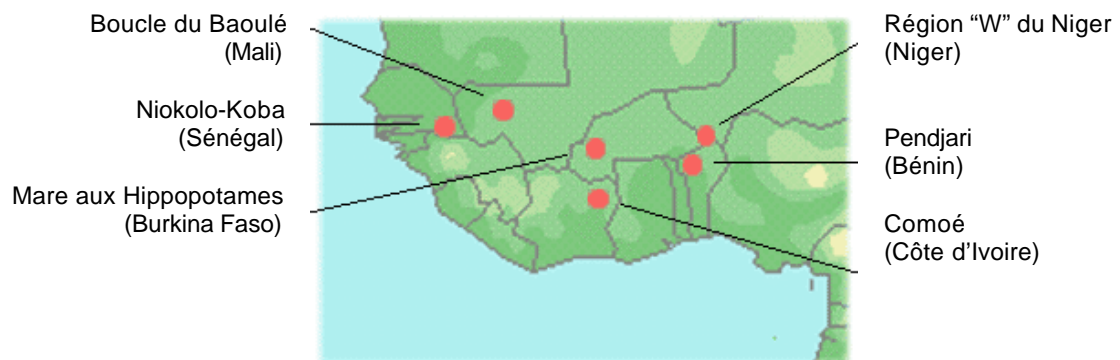 Boucle du Baoulé
(Mali)
Niokolo-Koba
(Sénégal)
Mare aux Hippopotames
(Burkina Faso)
Région “W” du Niger
(Niger)
Pendjari
(Bénin)
Comoé
(Côte d’Ivoire)